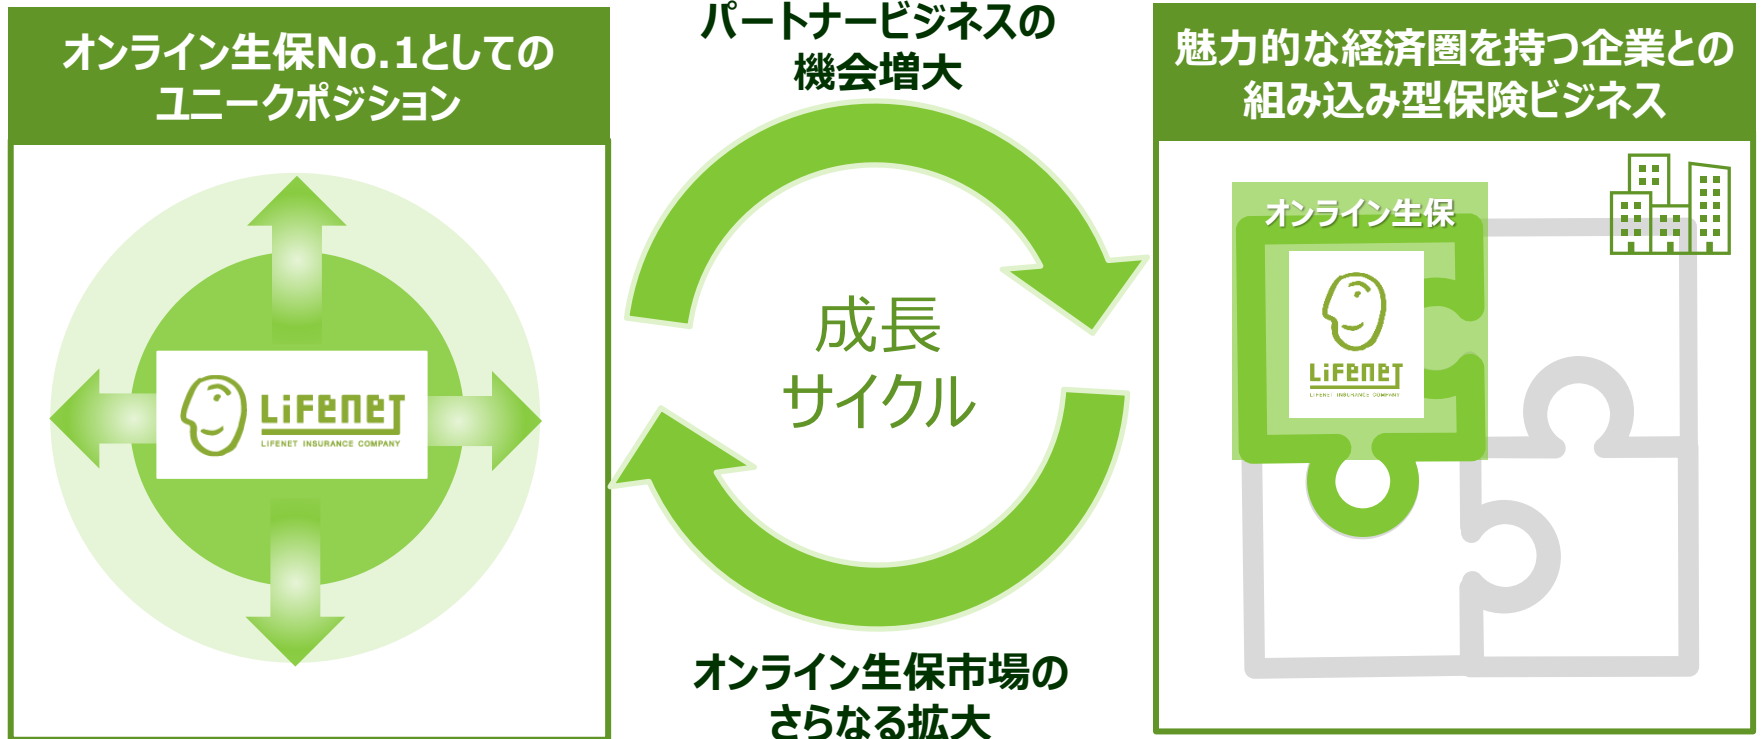 オンライン生保No.1としての
ユニークポジション
LIFENET
LIFENET INSURANCE COMPANY
パートナービジネスの
機会増大
成長
サイクル
オンライン生保市場の
さらなる拡大
魅力的な経済圏を持つ企業との
組み込み型保険ビジネス
オンライン生保
LIFENET
LIFENET INSURANCE COMPANY